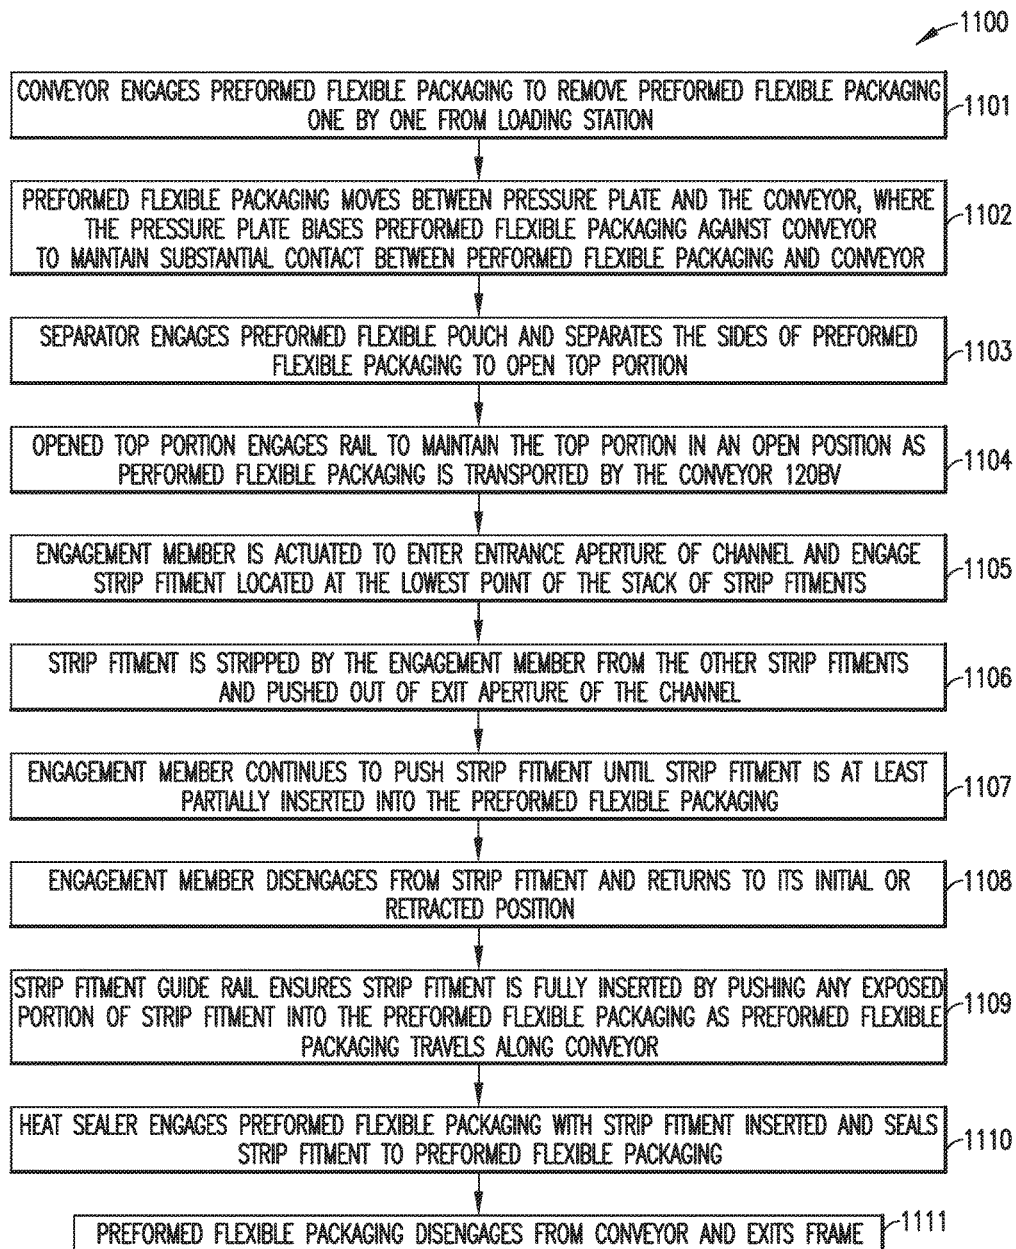 1100
CONVEYOR ENGAGES PREFORMED FLEXIBLE PACKAGING TO REMOVE PREFORMED FLEXIBLE PACKAGING
ONE BY ONE FROM LOADING STATION
1101
PREFORMED FLEXIBLE PACKAGING MOVES BETWEEN PRESSURE PLATE AND THE CONVEYOR, WHERE
THE PRESSURE PLATE BIASES PREFORMED FLEXIBLE PACKAGING AGAINST CONVEYOR
TO MAINTAIN SUBSTANTIAL CONTACT BETWEEN PERFORMED FLEXIBLE PACKAGING AND CONVEYOR
1102
SEPARATOR ENGAGES PREFORMED FLEXIBLE POUCH AND SEPARATES THE SIDES OF PREFORMED
FLEXIBLE PACKAGING TO OPEN TOP PORTION
1103
OPENED TOP PORTION ENGAGES RAIL TO MAINTAIN THE TOP PORTION IN AN OPEN POSITION AS
PERFORMED FLEXIBLE PACKAGING IS TRANSPORTED BY THE CONVEYOR 120BV
1104
ENGAGEMENT MEMBER IS ACTUATED TO ENTER ENTRANCE APERTURE OF CHANNEL AND ENGAGE
STRIP FITMENT LOCATED AT THE LOWEST POINT OF THE STACK OF STRIP FITMENTS
1105
STRIP FITMENT IS STRIPPED BY THE ENGAGEMENT MEMBER FROM THE OTHER STRIP FITMENTS
AND PUSHED OUT OF EXIT APERTURE OF THE CHANNEL
1106
ENGAGEMENT MEMBER CONTINUES TO PUSH STRIP FITMENT UNTIL STRIP FITMENT IS AT LEAST
PARTIALLY INSERTED INTO THE PREFORMED FLEXIBLE PACKAGING
1107
ENGAGEMENT MEMBER DISENGAGES FROM STRIP FITMENT AND RETURNS TO ITS INITIAL OR
RETRACTED POSITION
1108
STRIP FITMENT GUIDE RAIL ENSURES STRIP FITMENT IS FULLY INSERTED BY PUSHING ANY EXPOSED
PORTION OF STRIP FITMENT INTO THE PREFORMED FLEXIBLE PACKAGING AS PREFORMED FLEXIBLE
PACKAGING TRAVELS ALONG CONVEYOR
1109
HEAT SEALER ENGAGES PREFORMED FLEXIBLE PACKAGING WITH STRIP FITMENT INSERTED AND SEALS
STRIP FITMENT TO PREFORMED FLEXIBLE PACKAGING
1110
PREFORMED FLEXIBLE PACKAGING DISENGAGES FROM CONVEYOR AND EXITS FRAME
1111